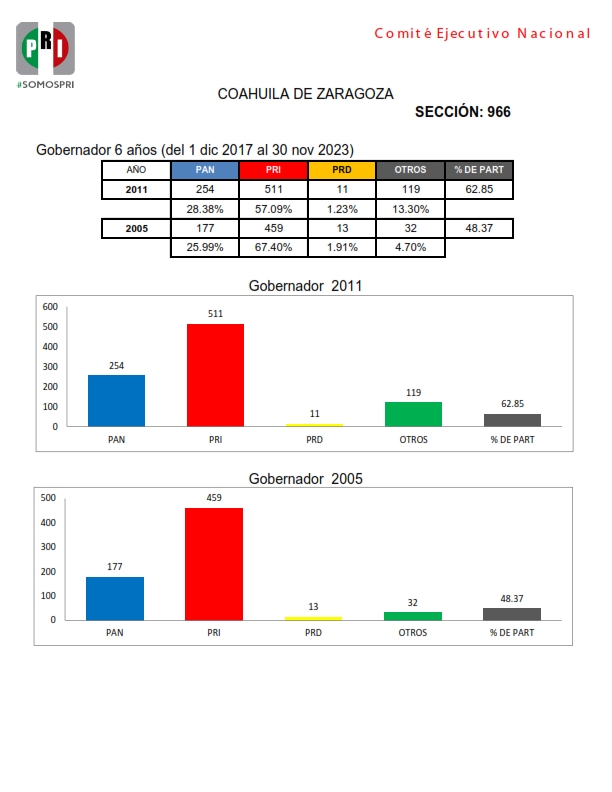 PRI
#SOMOSPRI
Comité Ejecutivo Nacional
COAHUILA DE ZARAGOZA
SECCIÓN: 966
Gobernador 6 años (del 1 dic 2017 al 30 nov 2023)
AÑO PAN PRI PRD OTROS % DE PART
2011 254 511 11 119 62.85
28.38% 57.09% 1.23% 13.30%
2005 177 459 13 32 48.37
25.99% 67.40% 1.91% 4.70%
Gobernador 2011
600
500
400
300
200
100
0
254
511
11
119
62.85
PAN PRI PRD OTROS % DE PART
Gobernador 2005
500
400
300
200
100
0
177
459
13
32
48.37
PAN PRI PRD OTROS % DE PART